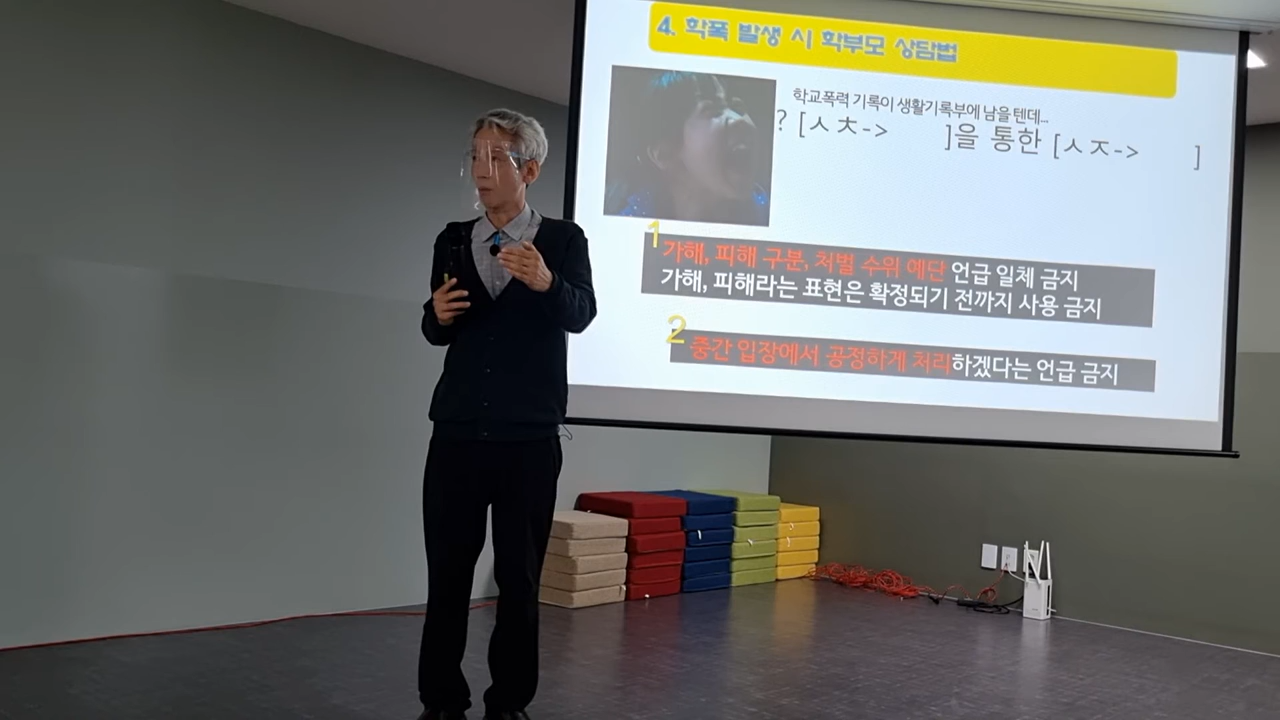 4. 학폭 발생 시 학부모 상담법
학교폭력 기록이 생활기록부에 남을 텐데...
? [ㅅㅊ-> ]을 통한 [ㅅㅈ-> ]
1
가해, 피해 구분, 처벌 수위 예단 언급 일체 금지
가해, 피해라는 표현은 확정되기 전까지 사용 금지
2
중간 입장에서 공정하게 처리하겠다는 언급 금지